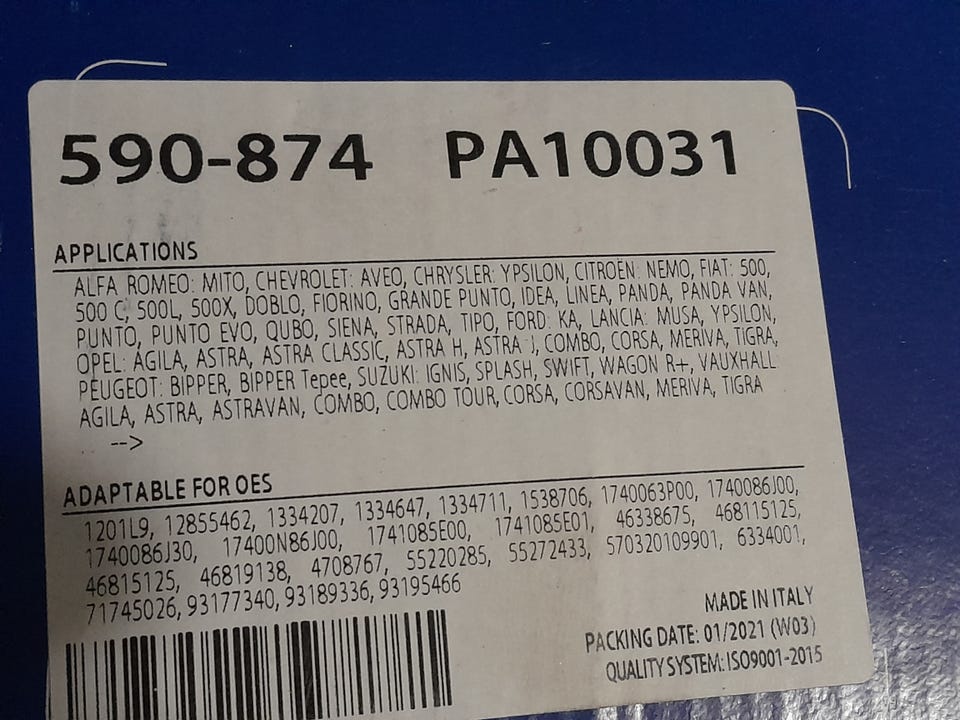 590-874 PA10031
APPLICATIONS
ALFA ROMEO: MITO, CHEVROLET: AVEO, CHRYSLER: YPSILON, CITROËN: NEMO, FIAT: 500,
500 C, 500L, 500X, DOBLO, FIORINO, GRANDE PUNTO, IDEA, LINEA, PANDA, PANDA VAN,
PUNTO, PUNTO EVO, QUBO, SIENA, STRADA, TIPO, FORD: KA, LANCIA: MUSA, YPSILON,
OPEL: AGILA, ASTRA, ASTRA CLASSIC, ASTRA H, ASTRA J, COMBO, CORSA, MERIVA, TIGRA,
PEUGEOT: BIPPER, BIPPER Tepee, SUZUKI: IGNIS, SPLASH, SWIFT, WAGON R+, VAUXHALL
AGILA, ASTRA, ASTRAVAN, COMBO, COMBO TOUR, CORSA, CORSAVAN, MERIVA, TIGRA
-->
ADAPTABLE FOR OES
1201L9, 12855462, 1334207, 1334647, 1334711, 1538706, 1740063P00, 1740086J00,
1740086J30, 17400N86J00, 1741085E00, 1741085E01, 46338675, 468115125,
46815125, 46819138, 4708767, 55220285, 55272433, 570320109901, 6334001,
71745026, 93177340, 93189336, 93195466
MADE IN ITALY
PACKING DATE: 01/2021 (W03)
QUALITY SYSTEM: ISO9001-2015